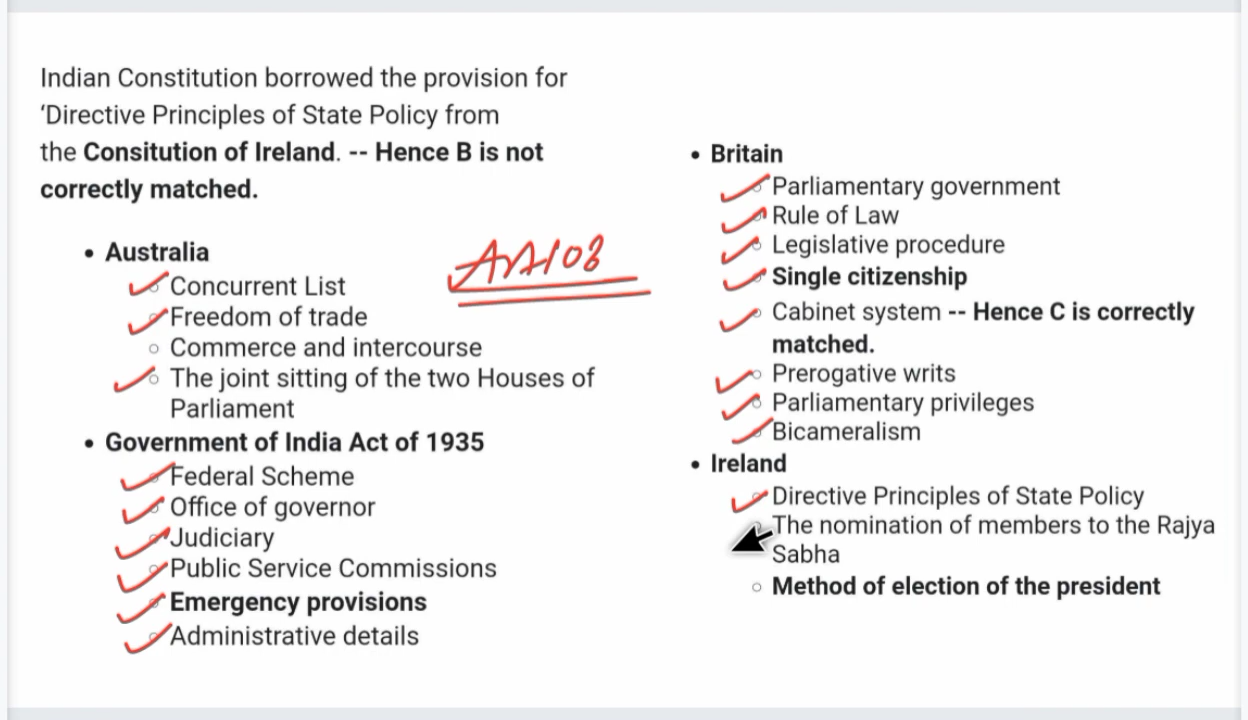 Indian Constitution borrowed the provision for
‘Directive Principles of State Policy from
the Consitution of Ireland. -- Hence B is not
correctly matched.
• Australia
Concurrent List
Freedom of trade
Commerce and intercourse
The joint sitting of the two Houses of
Parliament
• Government of India Act of 1935
Federal Scheme
Office of governor
Judiciary
Public Service Commissions
Emergency provisions
Administrative details
• Britain
Parliamentary government
Rule of Law
Legislative procedure
Single citizenship
Cabinet system -- Hence C is correctly
matched.
Prerogative writs
Parliamentary privileges
Bicameralism
• Ireland
Directive Principles of State Policy
The nomination of members to the Rajya
Sabha
Method of election of the president